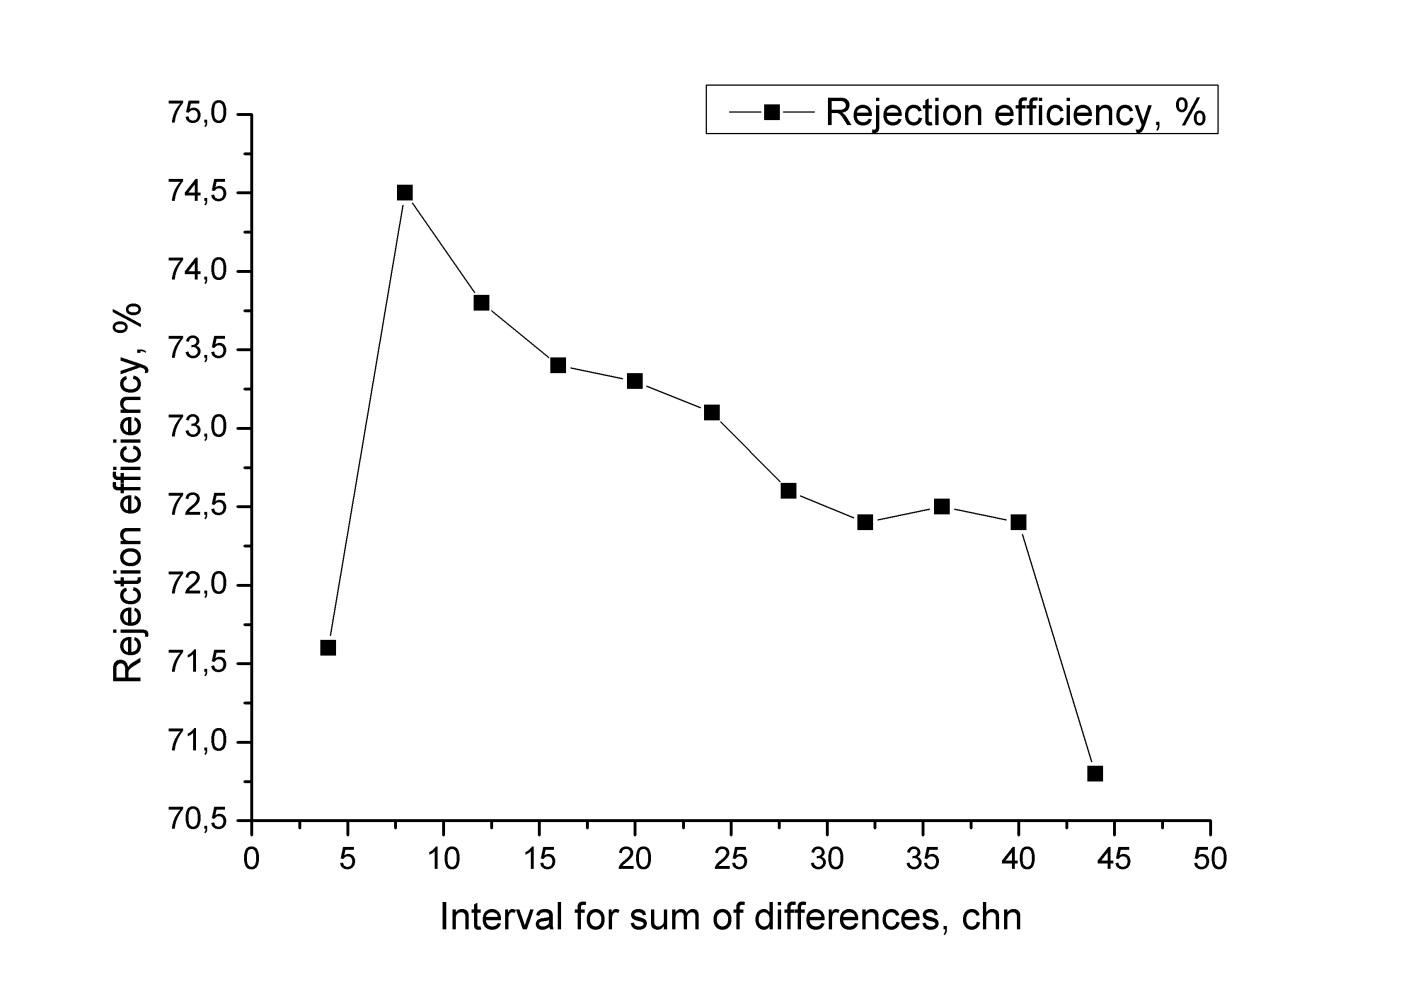 Rejection efficiency, %
75,0
74,5
74,0
73,5
73,0
72,5
72,0
71,5
71,0
70,5
Rejection efficiency, %
0 5 10 15 20 25 30 35 40 45 50
Interval for sum of differences, chn